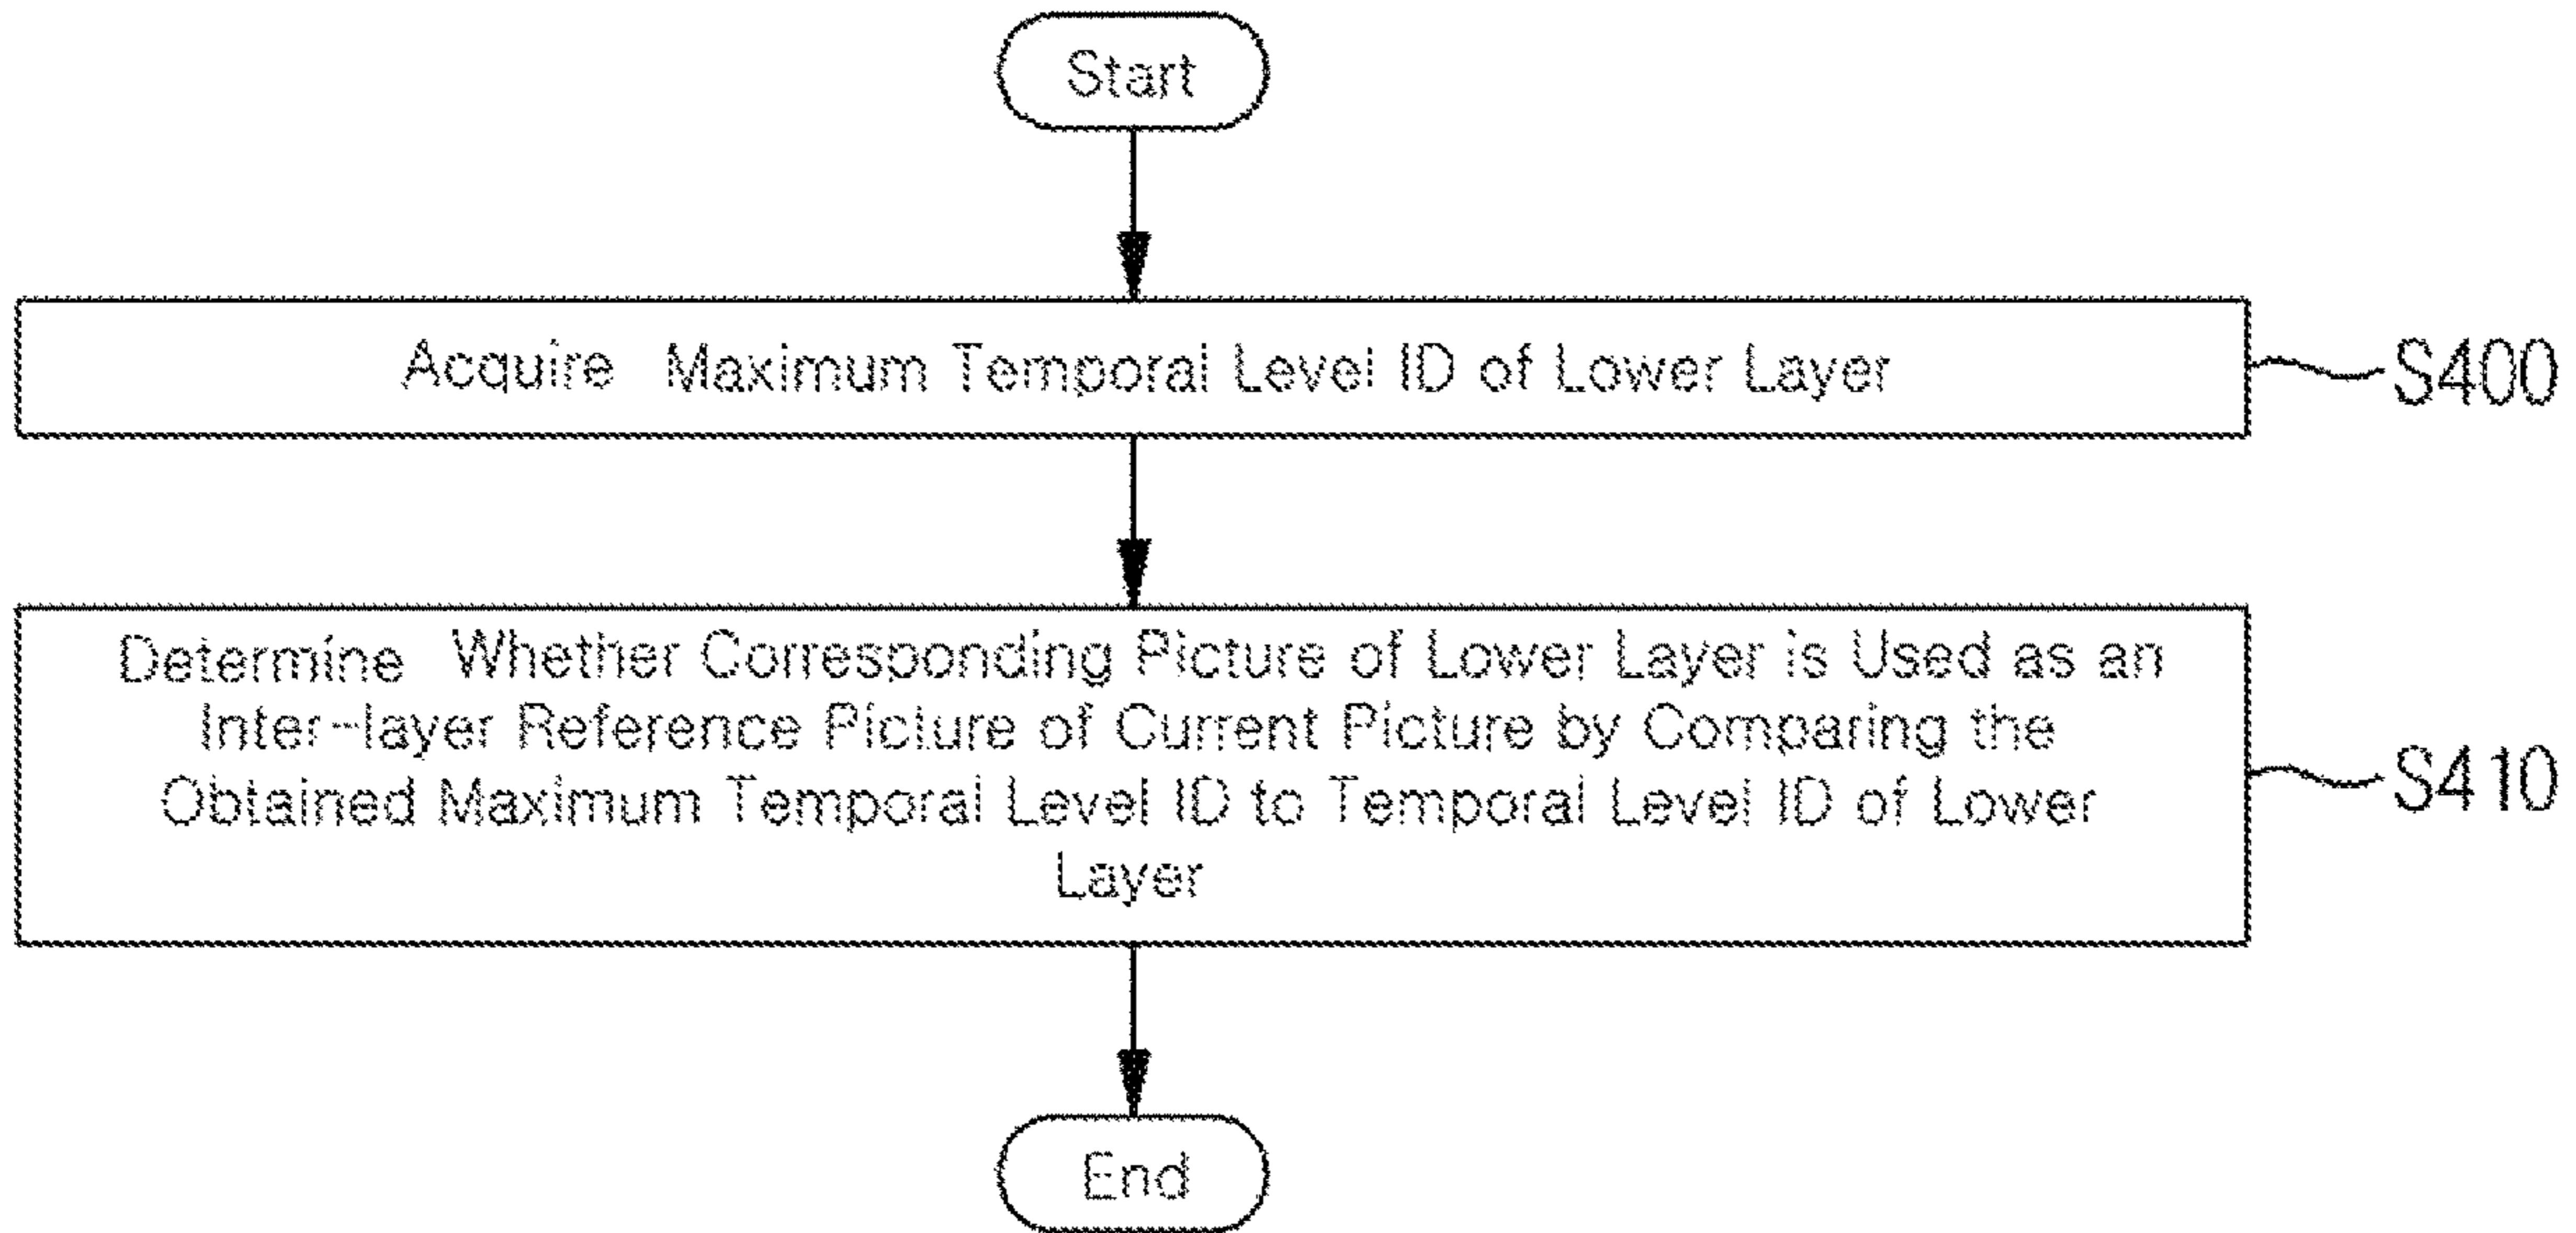 Start
Acquire Maximum Temporal Level ID of Lower Layer
S400
Determine Whether Corresponding Picture of Lower Layer is Used as an
Inter-layer Reference Picture of Current Picture by Comparing the
Obtained Maximum Temporal Level ID to Temporal Level ID of Lower
Layer
S410
End